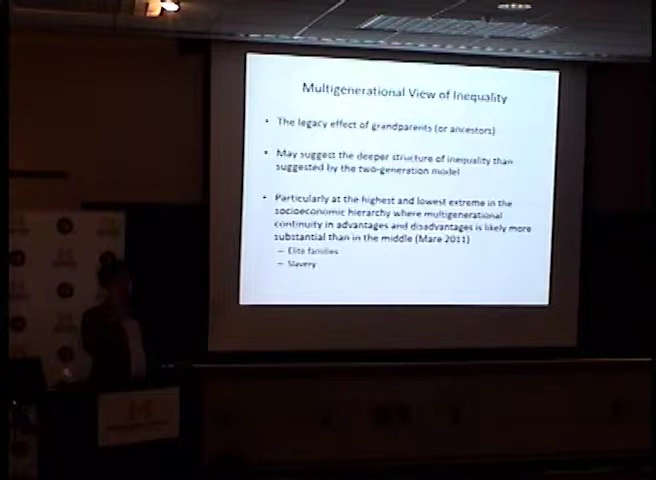 Multigenerational View of Inequality
• The legacy effect of grandparents (or ancestors)
• May suggest the deeper structure of inequality than
suggested by the two-generation model
• Particularly at the highest and lowest extreme in the
socioeconomic hierarchy where multigenerational
continuity in advantages and disadvantages is likely more
substantial than in the middle (Mare 2011)
– Elite families
– Slavery